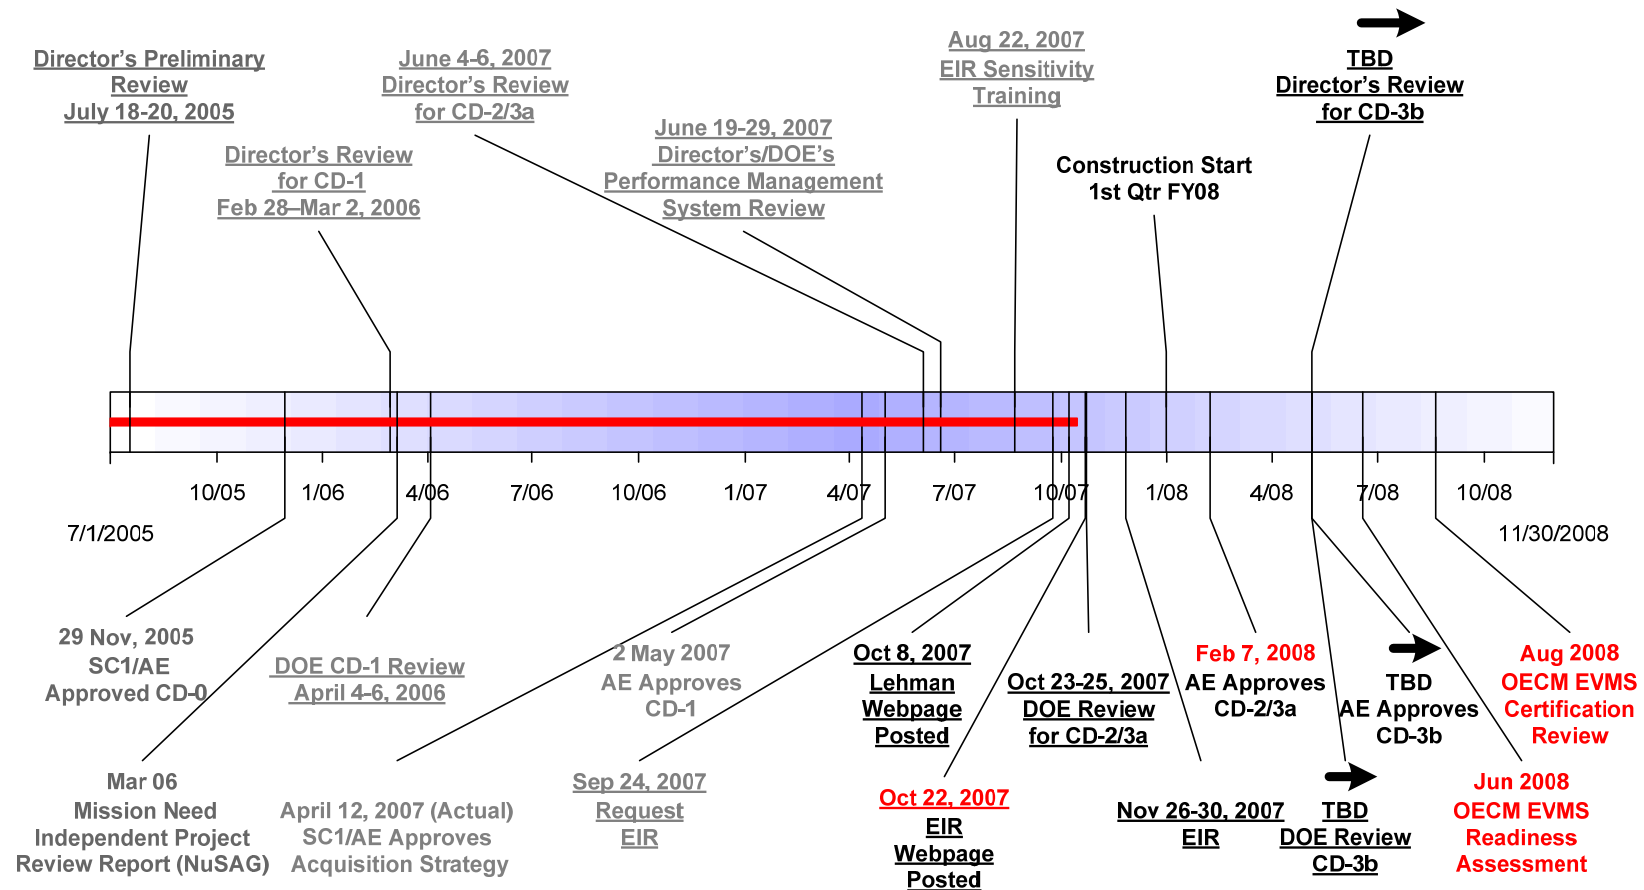 Director’s Preliminary
Review
July 18-20, 2005
June 4-6, 2007
Director’s Review
for CD-2/3a
Aug 22, 2007
EIR Sensitivity
Training
TBD
Director’s Review
for CD-3b
Director’s Review
for CD-1
Feb 28–Mar 2, 2006
June 19-29, 2007
Director’s/DOE’s
Performance Management
System Review
Construction Start
1st Qtr FY08
10/05
1/06
4/06
7/06
10/06
1/07
4/07
7/07
10/07
1/08
4/08
7/08
10/08
7/1/2005
11/30/2008
29 Nov, 2005
SC1/AE
Approved CD-0
DOE CD-1 Review
April 4-6, 2006
2 May 2007
AE Approves
CD-1
Oct 8, 2007
Lehman
Webpage
Posted
Oct 23-25, 2007
DOE Review
for CD-2/3a
Feb 7, 2008
AE Approves
CD-2/3a
TBD
AE Approves
CD-3b
Aug 2008
OECM EVMS
Certification
Review
Mar 06
Mission Need
Independent Project
Review Report (NuSAG)
April 12, 2007 (Actual)
SC1/AE Approves
Acquisition Strategy
Sep 24, 2007
Request
EIR
Oct 22, 2007
EIR
Webpage
Posted
Nov 26-30, 2007
EIR
TBD
DOE Review
CD-3b
Jun 2008
OECM EVMS
Readiness
Assessment